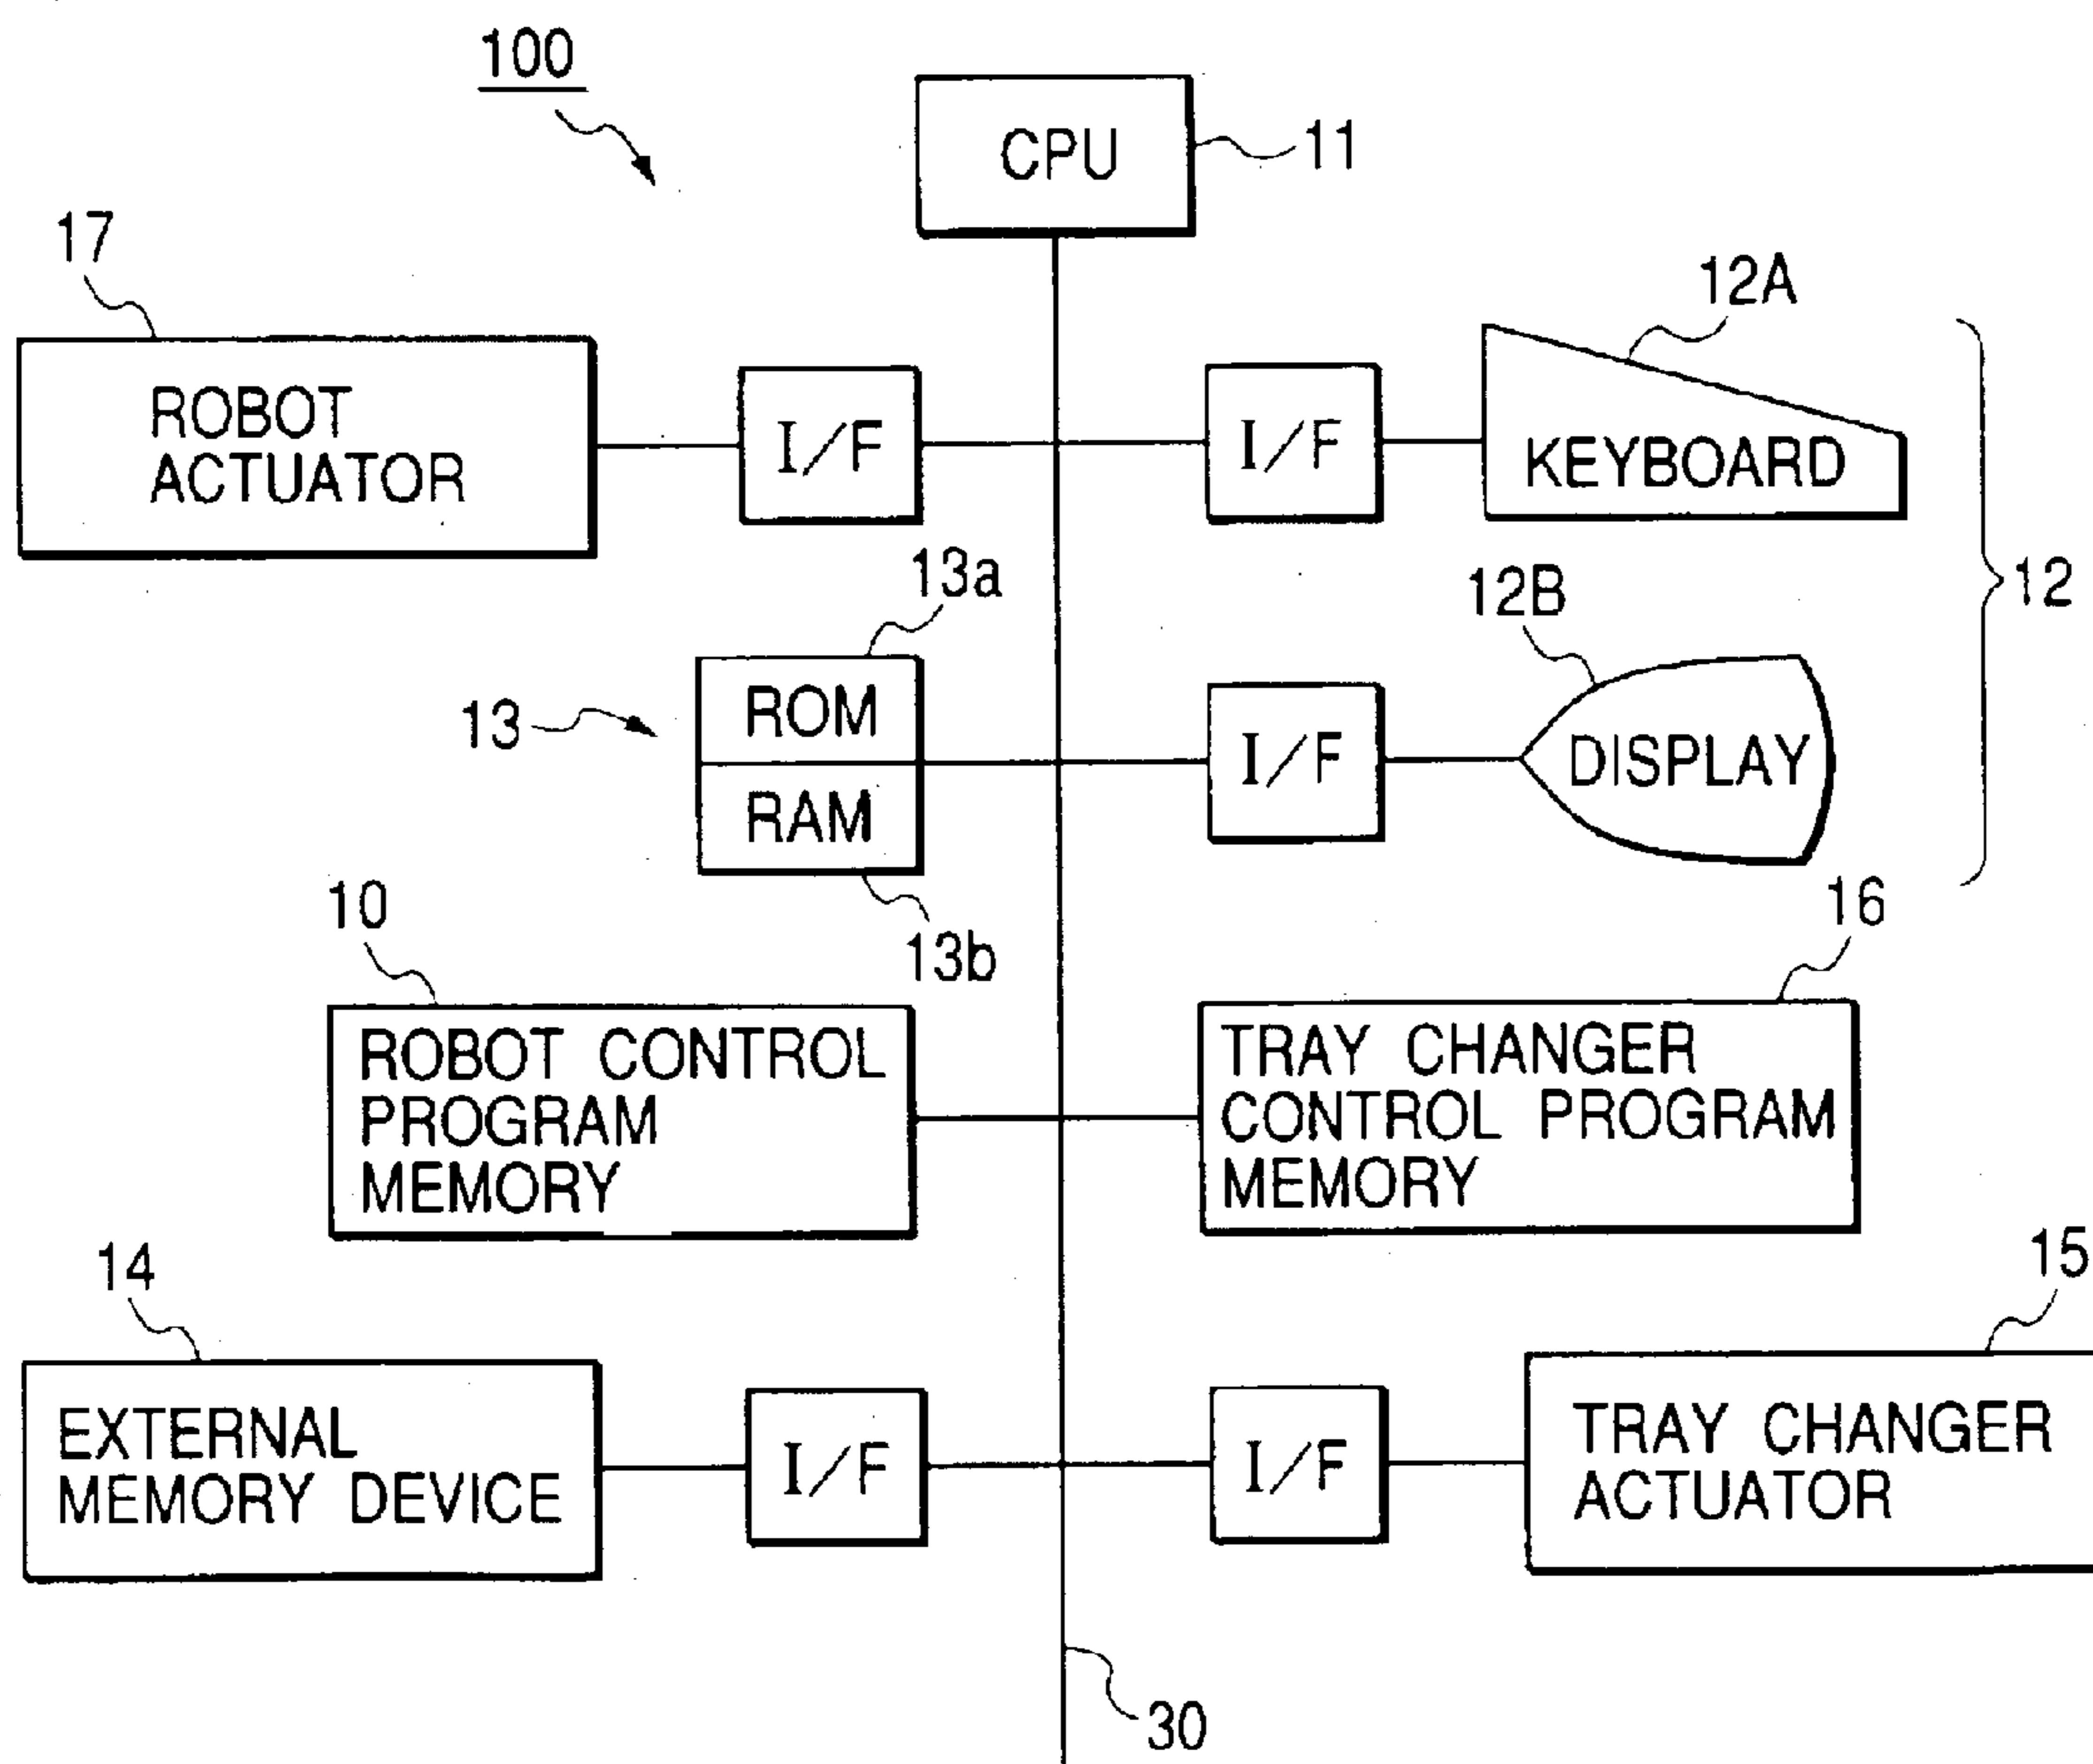 100
CPU
11
17
12A
ROBOT
ACTUATOR
I/F
I/F
KEYBOARD
12
13a
12B
13
ROM
RAM
I/F
DISPLAY
13b
10
16
ROBOT CONTROL
PROGRAM
MEMORY
TRAY CHANGER
CONTROL PROGRAM
MEMORY
14
15
EXTERNAL
MEMORY DEVICE
I/F
I/F
TRAY CHANGER
ACTUATOR
30